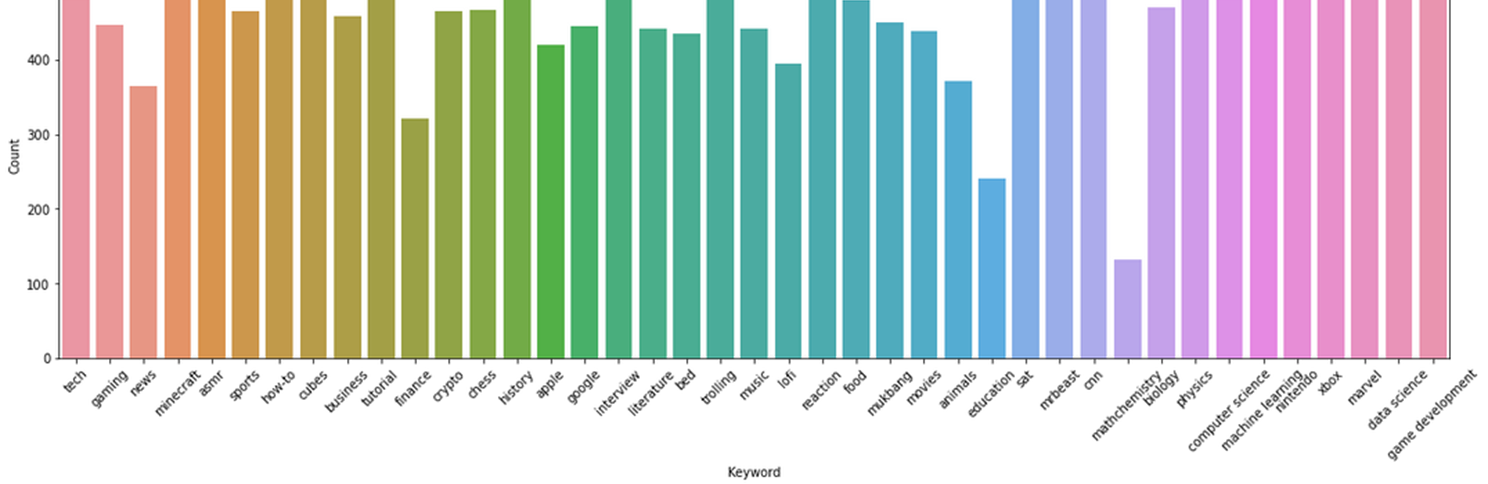 400
300
200
100
0
Count
tech
gaming
news
minecraft
asmr
sports
how-to
cubes
business
tutorial
finance
crypto
chess
history
apple
google
interview
literature
bed
trolling
music
lofi
reaction
food
mukbang
movies
animals
education
sat
mrbeast
cnn
mathchemistry
biology
physics
computer science
machine learning
nintendo
xbox
marvel
data science
game development
Keyword